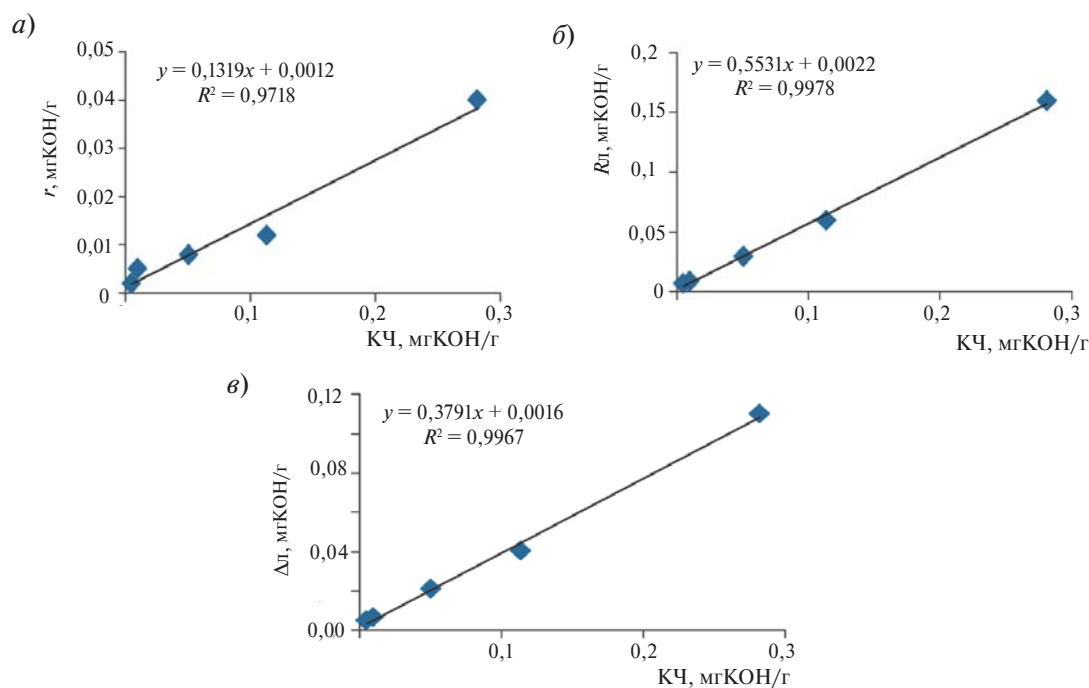 а)
0,05
0,04
0,03
0,02
0,01
0
r, мгКОН/г
y = 0,1319x + 0,0012
R² = 0,9718
0,1
0,2
0,3
КЧ, мгКОН/г
б)
0,2
0,15
0,1
0,05
0
Rл, мгКОН/г
y = 0,5531x + 0,0022
R² = 0,9978
0,1
0,2
0,3
КЧ, мгКОН/г
в)
0,12
0,08
0,04
0,00
Δл, мгКОН/г
y = 0,3791x + 0,0016
R² = 0,9967
0,1
0,2
0,3
КЧ, мгКОН/г